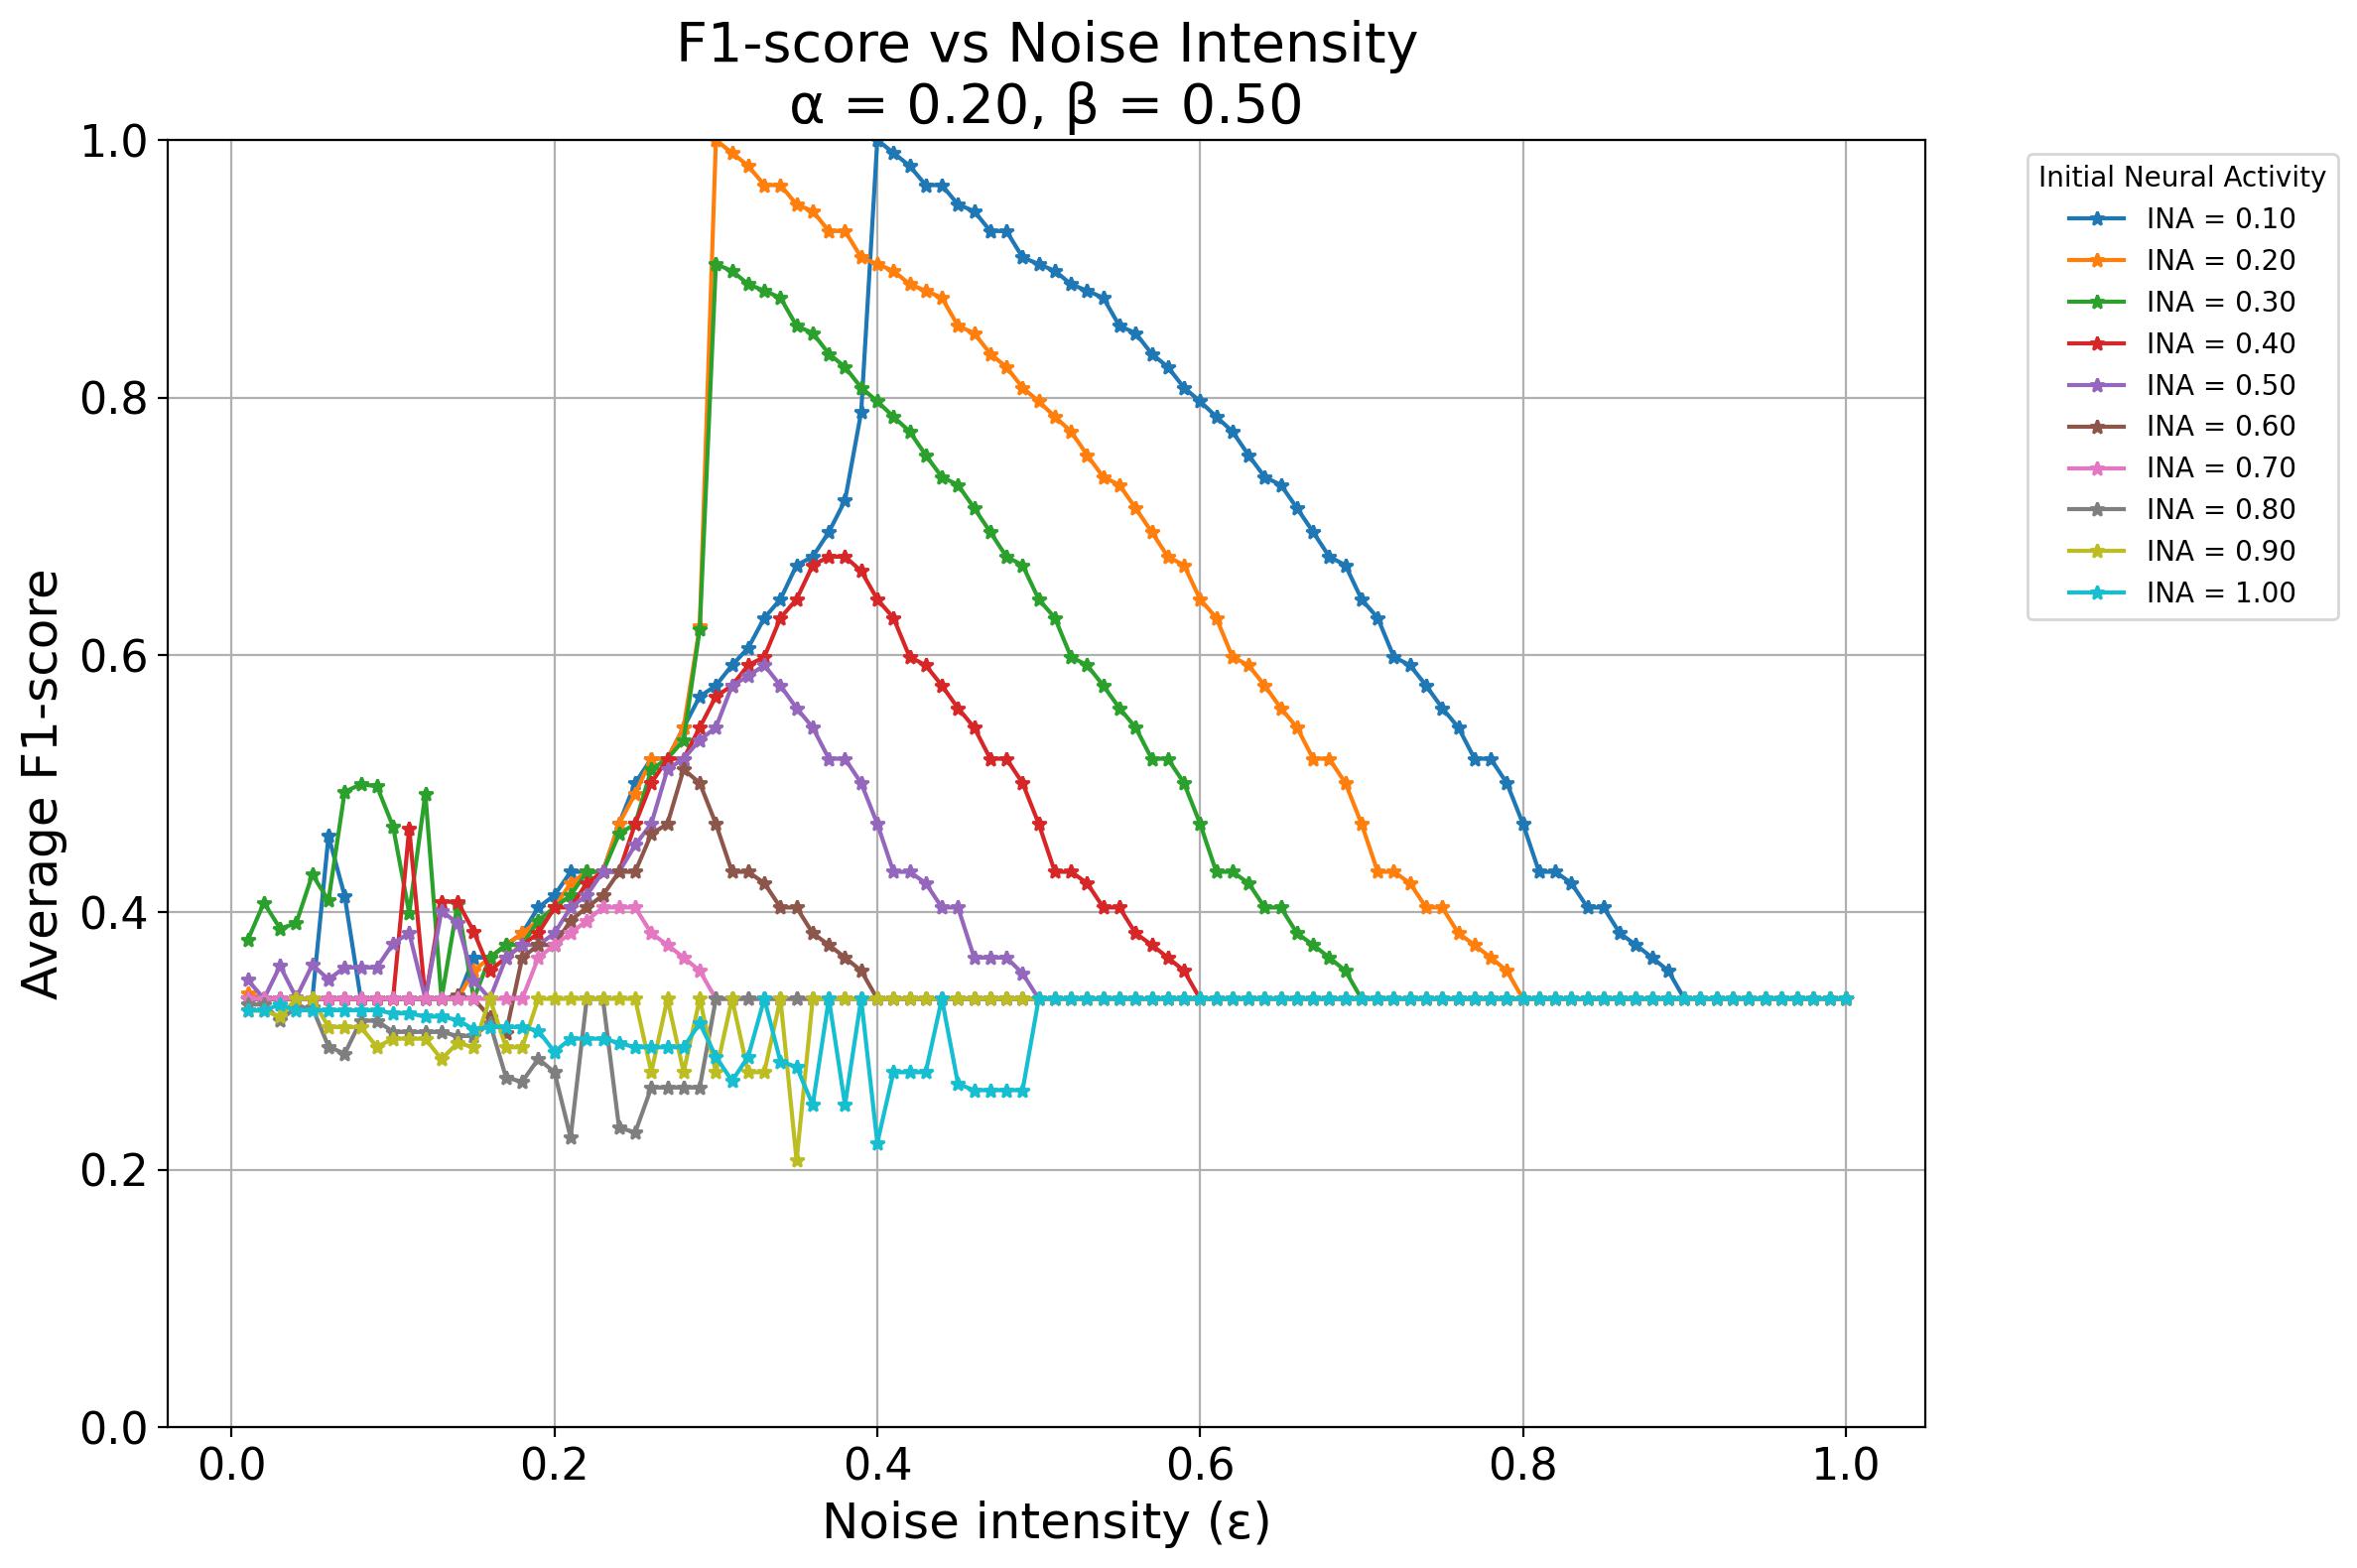 F1-score vs Noise Intensity
α = 0.20, β = 0.50
1.0
0.8
0.6
0.4
0.2
0.0
Average F1-score
0.0 0.2 0.4 0.6 0.8 1.0
Noise intensity (ε)
Initial Neural Activity
INA = 0.10
INA = 0.20
INA = 0.30
INA = 0.40
INA = 0.50
INA = 0.60
INA = 0.70
INA = 0.80
INA = 0.90
INA = 1.00